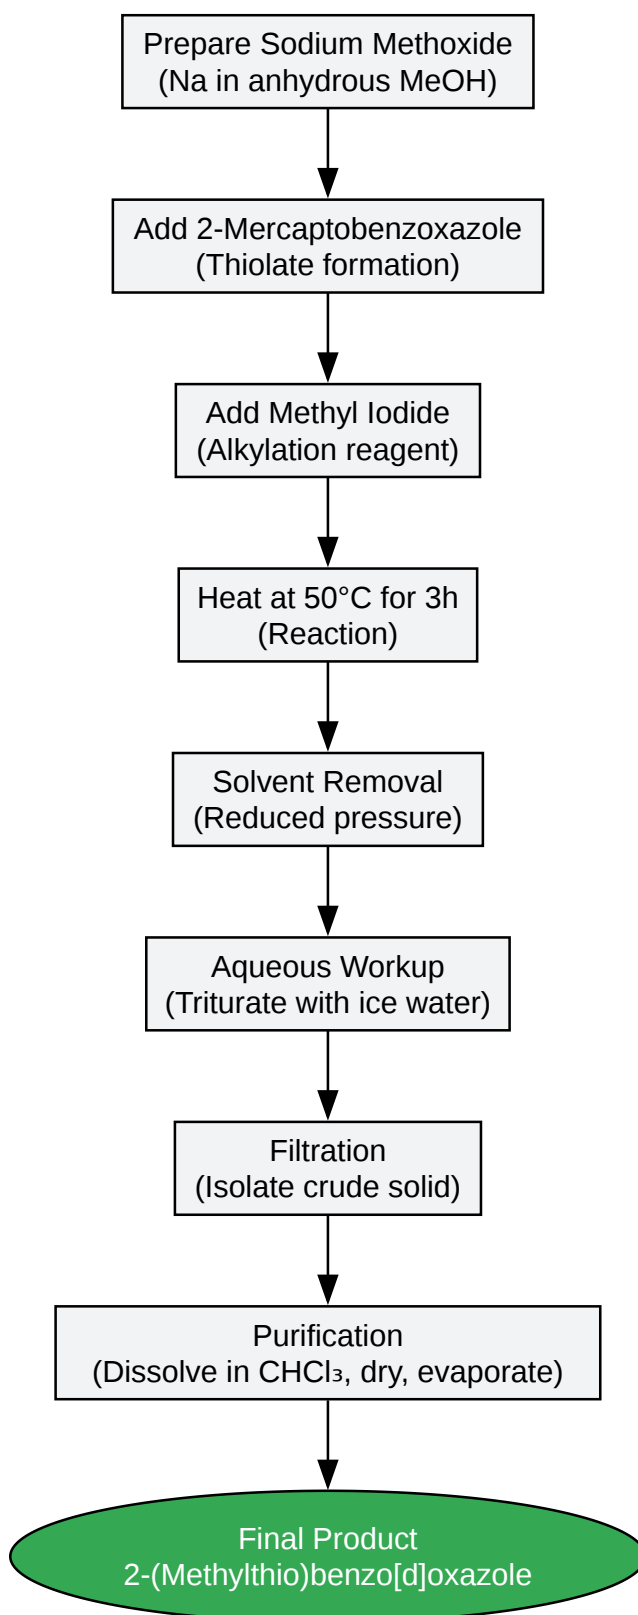 Prepare Sodium Methoxide
(Na in anhydrous MeOH)
Add 2-Mercaptobenzoxazole
(Thiolate formation)
Add Methyl Iodide
(Alkylation reagent)
Heat at 50°C for 3h
(Reaction)
Solvent Removal
(Reduced pressure)
Aqueous Workup
(Triturate with ice water)
Filtration
(Isolate crude solid)
Purification
(Dissolve in CHCl₃, dry, evaporate)
Final Product
2-(Methylthio)benzo[d]oxazole